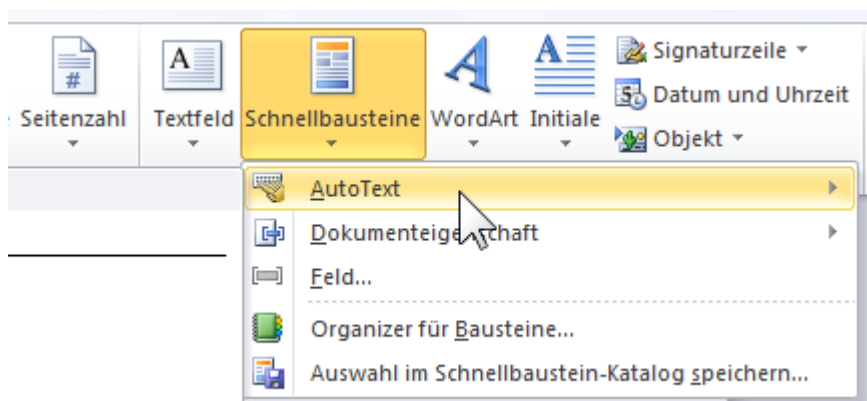 Seitenzahl
Textfeld
Schnellbausteine
WordArt
Initiale
Signaturzeile
Datum und Uhrzeit
Objekt
AutoText
Dokumenteigenschaft
Feld...
Organizer für Bausteine...
Auswahl im Schnellbaustein-Katalog speichern...